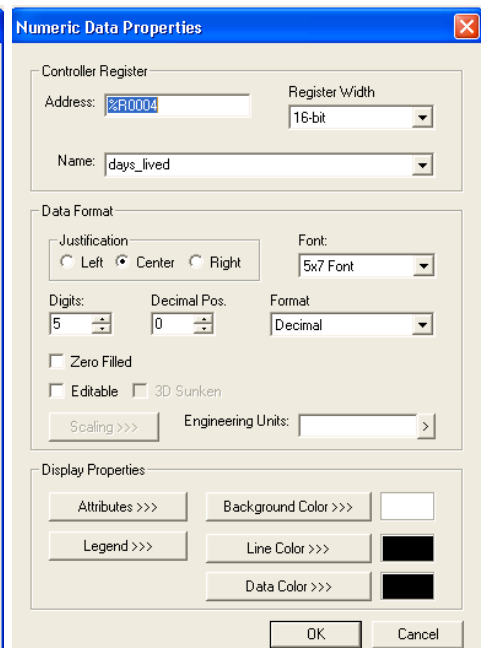 Numeric Data Properties
Controller Register
Address: %R0004
Register Width
16-bit
Name: days_lived
Data Format
Justification
Left Center Right
Font:
5x7 Font
Digits: Decimal Pos. Format
5 0 Decimal
Zero Filled
Editable 3D Sunken
Scaling >>> Engineering Units: >
Display Properties
Attributes >>> Background Color >>>
Legend >>> Line Color >>>
Data Color >>>
OK Cancel